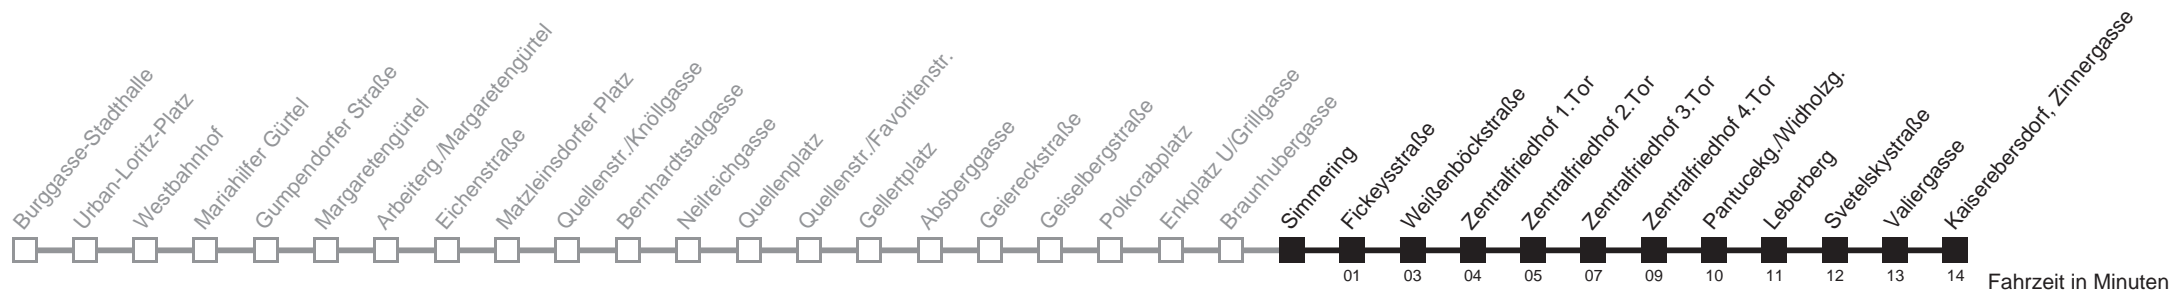 Burggasse-Stadthalle
Urban-Loritz-Platz
Westbahnhof
Mariahilfer Gürtel
Gumpendorfer Straße
Margaretengürtel
Arbeiterg./Margaretengürtel
Eichenstraße
Matzleinsdorfer Platz
Quellenstr./Knöllgasse
Bernhardtstalgasse
Neilreichgasse
Quellenplatz
Quellenstr./Favoritenstr.
Gellertplatz
Absberggasse
Geiereckstraße
Geiselbergstraße
Polkorabplatz
Enkplatz U/Grillgasse
Braunhubergasse
Simmering
Fickeysstraße
Weißenböckstraße
Zentralfriedhof 1.Tor
Zentralfriedhof 2.Tor
Zentralfriedhof 3.Tor
Zentralfriedhof 4.Tor
Pantuceckg./Widholzg.
Leberberg
Svetelskystraße
Valiergasse
Kaiserebersdorf, Zinnergasse
01 03 04 05 07 09 10 11 12 13 14 Fahrzeit in Minuten